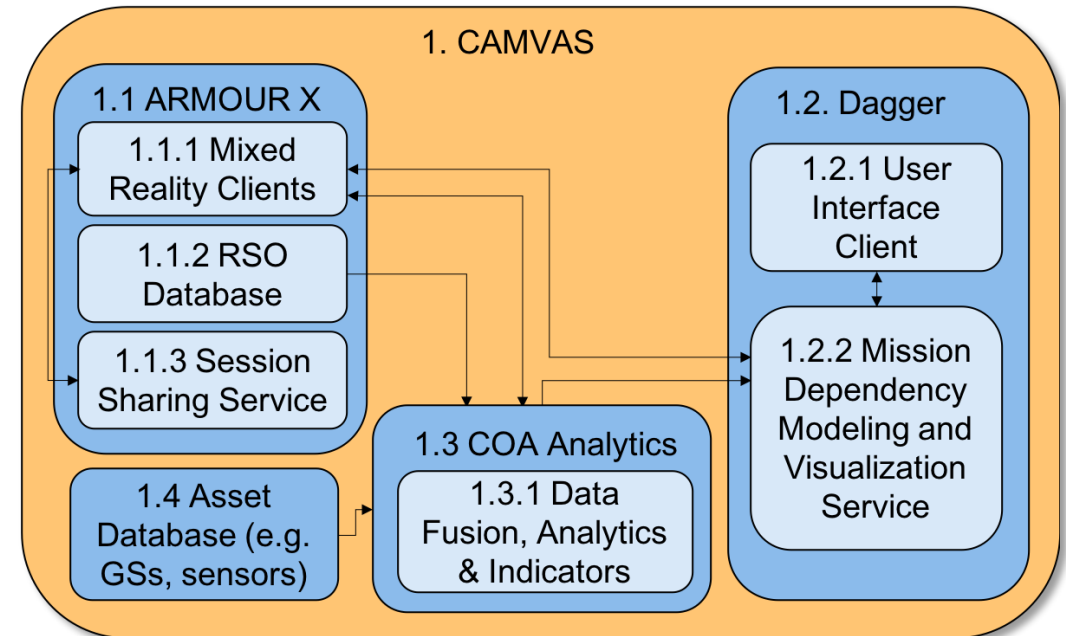 1. CAMVAS
1.1 ARMOUR X
1.1.1 Mixed
Reality Clients
1.1.2 RSO
Database
1.1.3 Session
Sharing Service
1.2. Dagger
1.2.1 User
Interface
Client
1.2.2 Mission
Dependency
Modeling and
Visualization
Service
1.3 COA Analytics
1.3.1 Data
Fusion, Analytics
& Indicators
1.4 Asset
Database (e.g.
GSs, sensors)